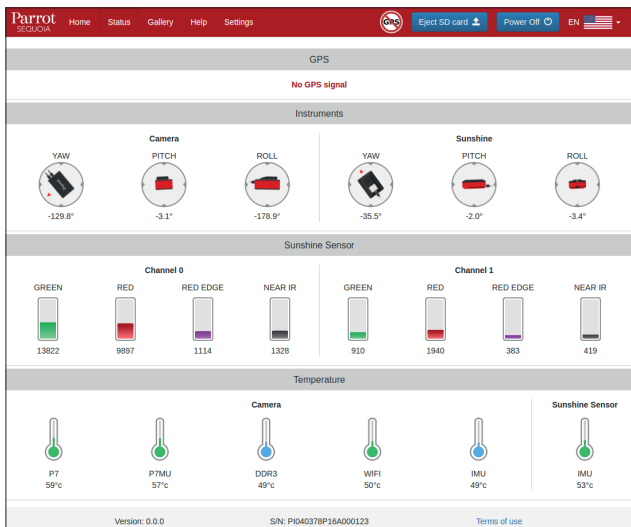 Parrot
SEQUOIA
Home Status Gallery Help Settings GPS Eject SD card Power Off EN
GPS
No GPS signal
Instruments
Camera Sunshine
YAW PITCH ROLL YAW PITCH ROLL
-129.8° -3.1° -178.9° -35.5° -2.0° -3.4°
Sunshine Sensor
Channel 0 Channel 1
GREEN RED RED EDGE NEAR IR GREEN RED RED EDGE NEAR IR
13822 9897 1114 1328 910 1940 383 419
Temperature
Camera Sunshine Sensor
P7 P7MU DDR3 WIFI IMU IMU
59°c 57°c 49°c 50°c 49°c 53°c
Version: 0.0.0 S/N: PI040378P16A000123 Terms of use